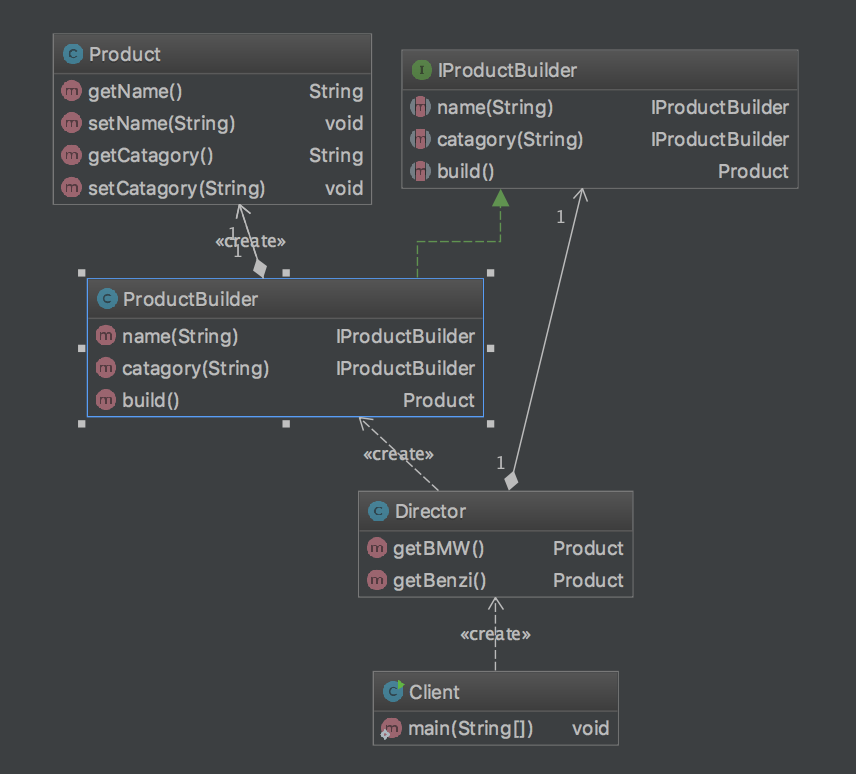 C Product
m getName() String
m setName(String) void
m getCatagory() String
m setCatagory(String) void
I IProductBuilder
m name(String) IProductBuilder
m catagory(String) IProductBuilder
m build() Product
1
«create»
1
1
C ProductBuilder
m name(String) IProductBuilder
m catagory(String) IProductBuilder
m build() Product
«create»
1
C Director
m getBMW() Product
m getBenzi() Product
«create»
C Client
m main(String[]) void